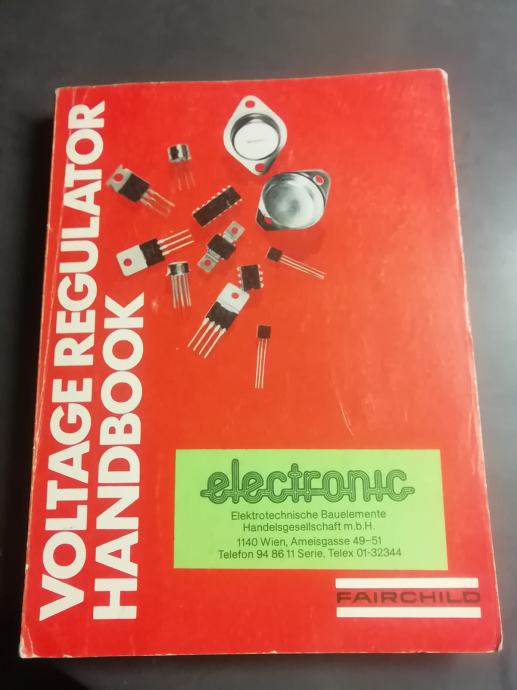 VOLTAGE REGULATOR
HANDBOOK
electronic
Elektrotechnische Bauelemente
Handelsgesellschaft m.b.H.
1140 Wien, Ameisgasse 49–51
Telefon 94 86 11 Serie, Telex 01-32344
FAIRCHILD